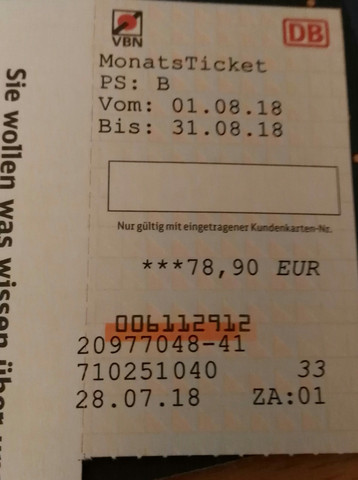 VBN
DB
MonatsTicket
PS: B
Vom: 01.08.18
Bis: 31.08.18
Nur gültig mit eingetragener Kundenkarten-Nr.
***78,90 EUR
006112912
20977048-41
710251040 33
28.07.18 ZA:01
Sie wollen was wissen über